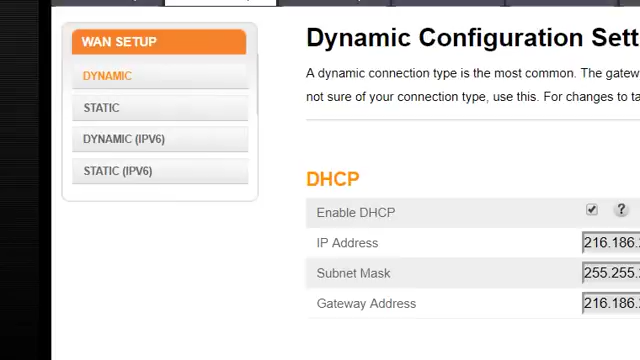 WAN SETUP
DYNAMIC
STATIC
DYNAMIC (IPV6)
STATIC (IPV6)
Dynamic Configuration Sett
A dynamic connection type is the most common. The gatew
not sure of your connection type, use this. For changes to ta
DHCP
Enable DHCP ?
IP Address 216.186.
Subnet Mask 255.255.
Gateway Address 216.186.